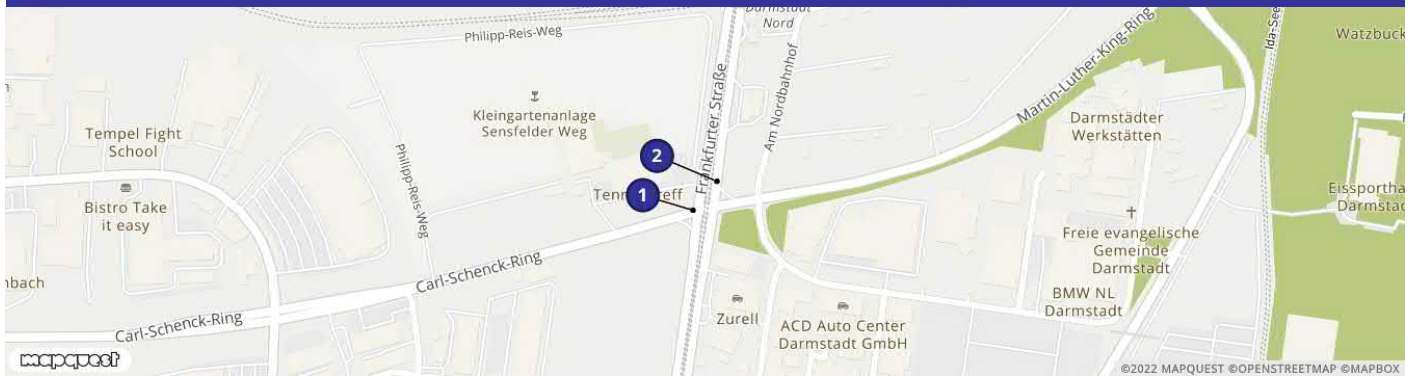 Darmstadt
Nord
Philipp-Reis-Weg
Watzbuck
Ida-See
Martin-Luther-King-Ring
Frankfurter Straße
Am Nordbahnhof
Kleingartenanlage
Sensfelder Weg
Darmstädter
Werkstätten
Tempel Fight
School
Philipp-Reis-Weg
2
1
Bistro Take
it easy
Eissportha
Darmstad
Freie evangelische
Gemeinde
Darmstadt
Carl-Schenck-Ring
nbach
BMW NL
Darmstadt
Zurell
ACD Auto Center
Darmstadt GmbH
Carl-Schenck-Ring
mapquest
©2022 MAPQUEST ©OPENSTREETMAP ©MAPBOX